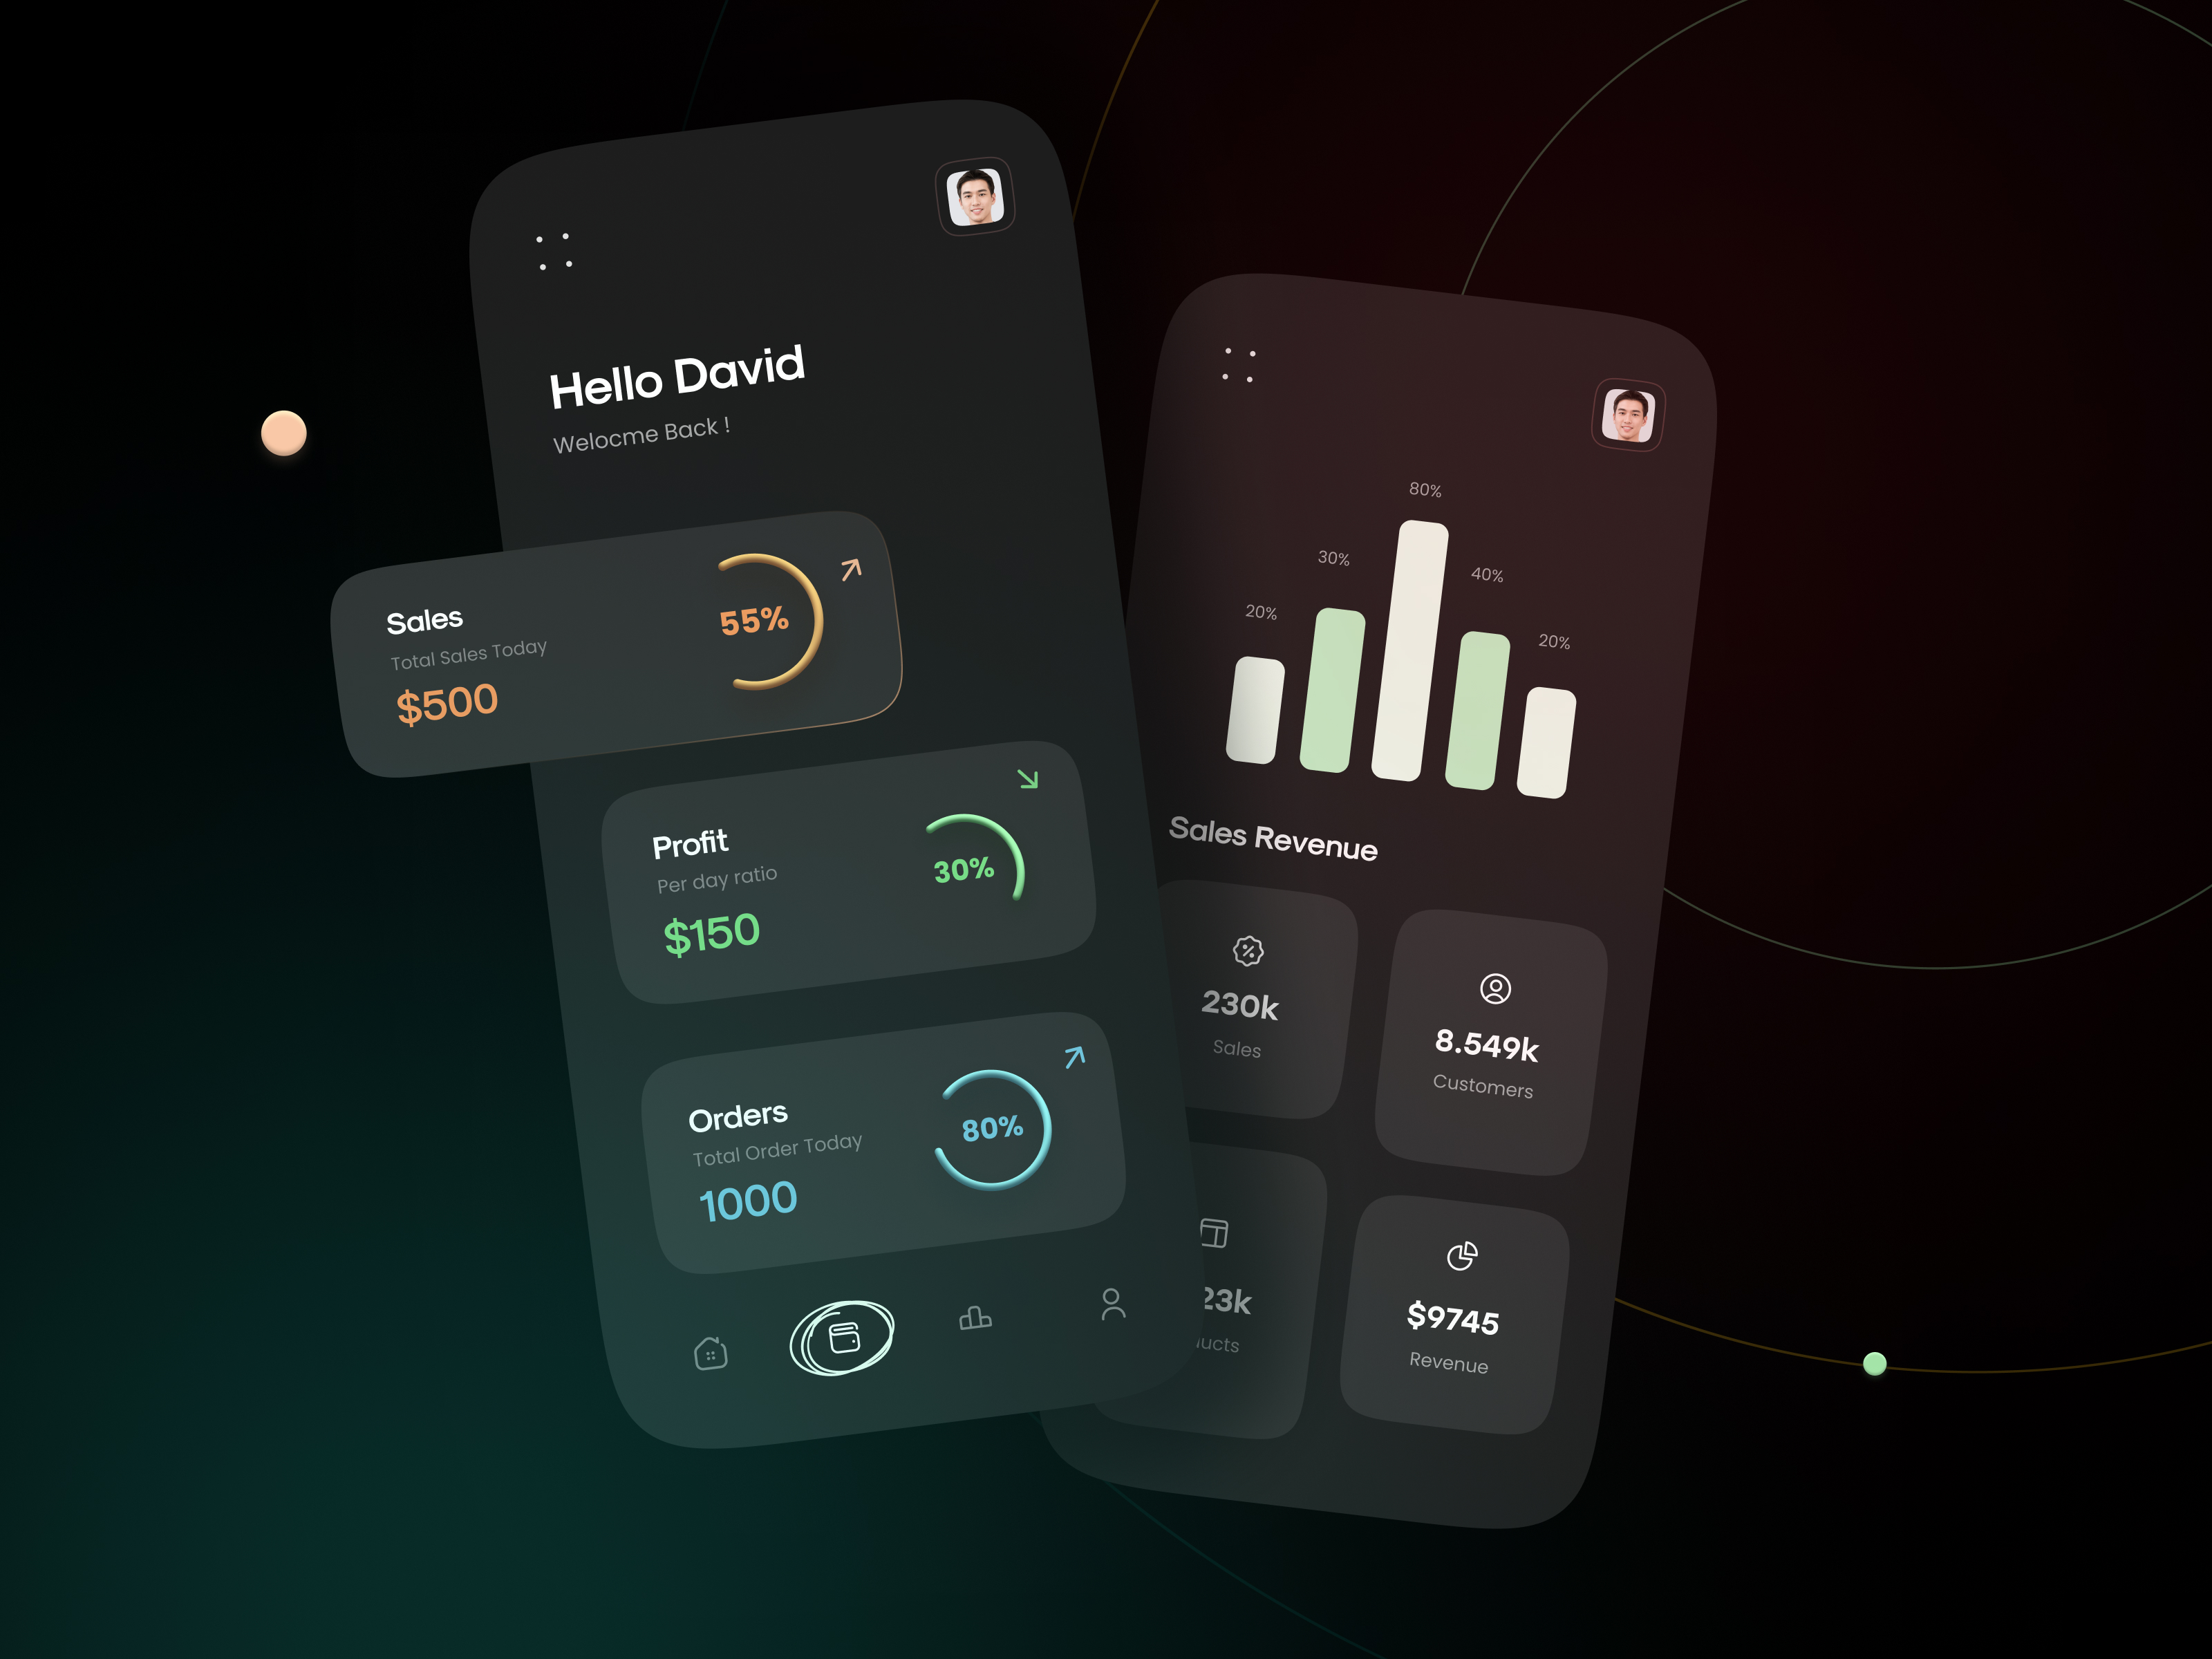 Hello David
Welocme Back !
Sales
Total Sales Today
$500
55%
Profit
Per day ratio
$150
30%
Orders
Total Order Today
1000
80%
20%
30%
80%
40%
20%
Sales Revenue
230k
Sales
8.549k
Customers
23k
ucts
$9745
Revenue